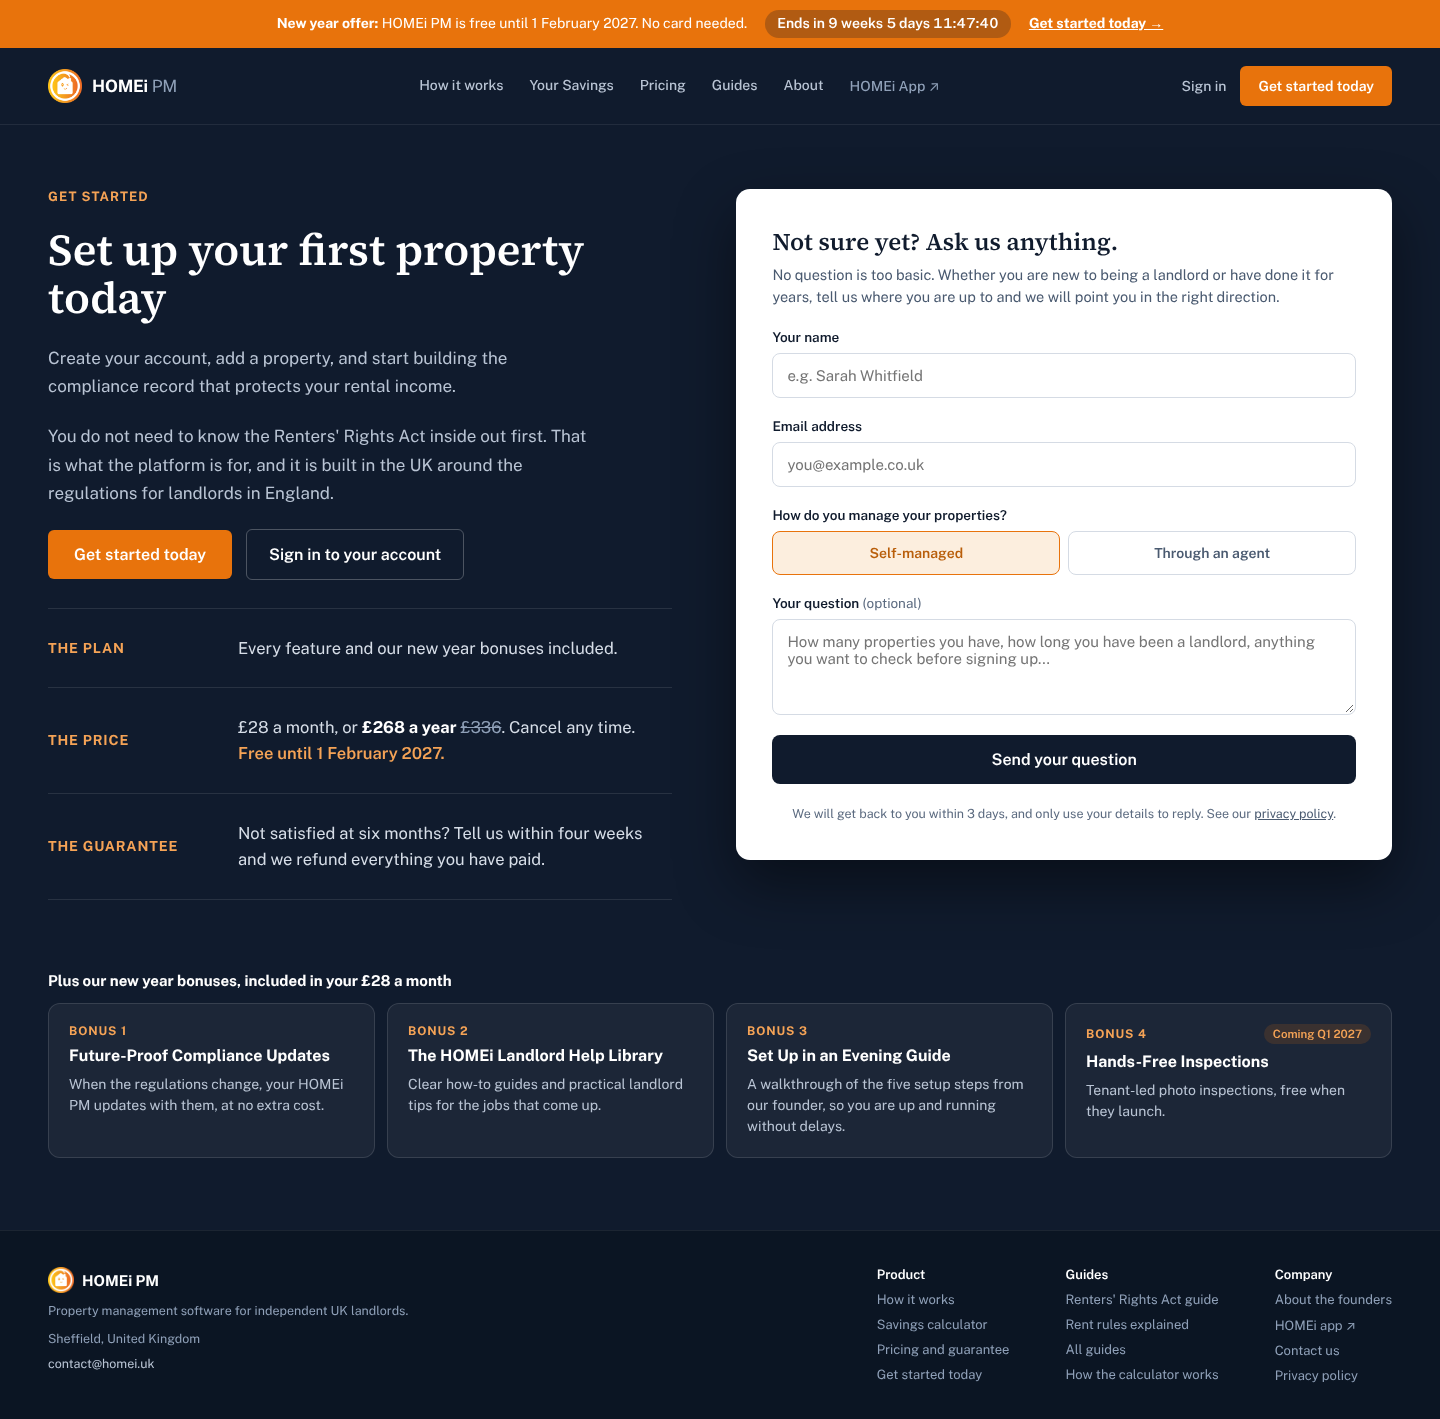 New year offer: HOMEi PM is free until 1 February 2027. No card needed. Ends in 9 weeks 5 days 11:47:40 Get started today →
HOMEi PM How it works Your Savings Pricing Guides About HOMEi App ↗ Sign in Get started today
GET STARTED
Set up your first property
today
Create your account, add a property, and start building the
compliance record that protects your rental income.
You do not need to know the Renters' Rights Act inside out first. That
is what the platform is for, and it is built in the UK around the
regulations for landlords in England.
Get started today Sign in to your account
THE PLAN Every feature and our new year bonuses included.
THE PRICE £28 a month, or £268 a year £336. Cancel any time.
Free until 1 February 2027.
THE GUARANTEE Not satisfied at six months? Tell us within four weeks
and we refund everything you have paid.
Not sure yet? Ask us anything.
No question is too basic. Whether you are new to being a landlord or have done it for
years, tell us where you are up to and we will point you in the right direction.
Your name
e.g. Sarah Whitfield
Email address
you@example.co.uk
How do you manage your properties?
Self-managed Through an agent
Your question (optional)
How many properties you have, how long you have been a landlord, anything
you want to check before signing up...
Send your question
We will get back to you within 3 days, and only use your details to reply. See our privacy policy.
Plus our new year bonuses, included in your £28 a month
BONUS 1
Future-Proof Compliance Updates
When the regulations change, your HOMEi
PM updates with them, at no extra cost.
BONUS 2
The HOMEi Landlord Help Library
Clear how-to guides and practical landlord
tips for the jobs that come up.
BONUS 3
Set Up in an Evening Guide
A walkthrough of the five setup steps from
our founder, so you are up and running
without delays.
BONUS 4 Coming Q1 2027
Hands-Free Inspections
Tenant-led photo inspections, free when
they launch.
HOMEi PM
Property management software for independent UK landlords.
Sheffield, United Kingdom
contact@homei.uk
Product
How it works
Savings calculator
Pricing and guarantee
Get started today
Guides
Renters' Rights Act guide
Rent rules explained
All guides
How the calculator works
Company
About the founders
HOMEi app ↗
Contact us
Privacy policy